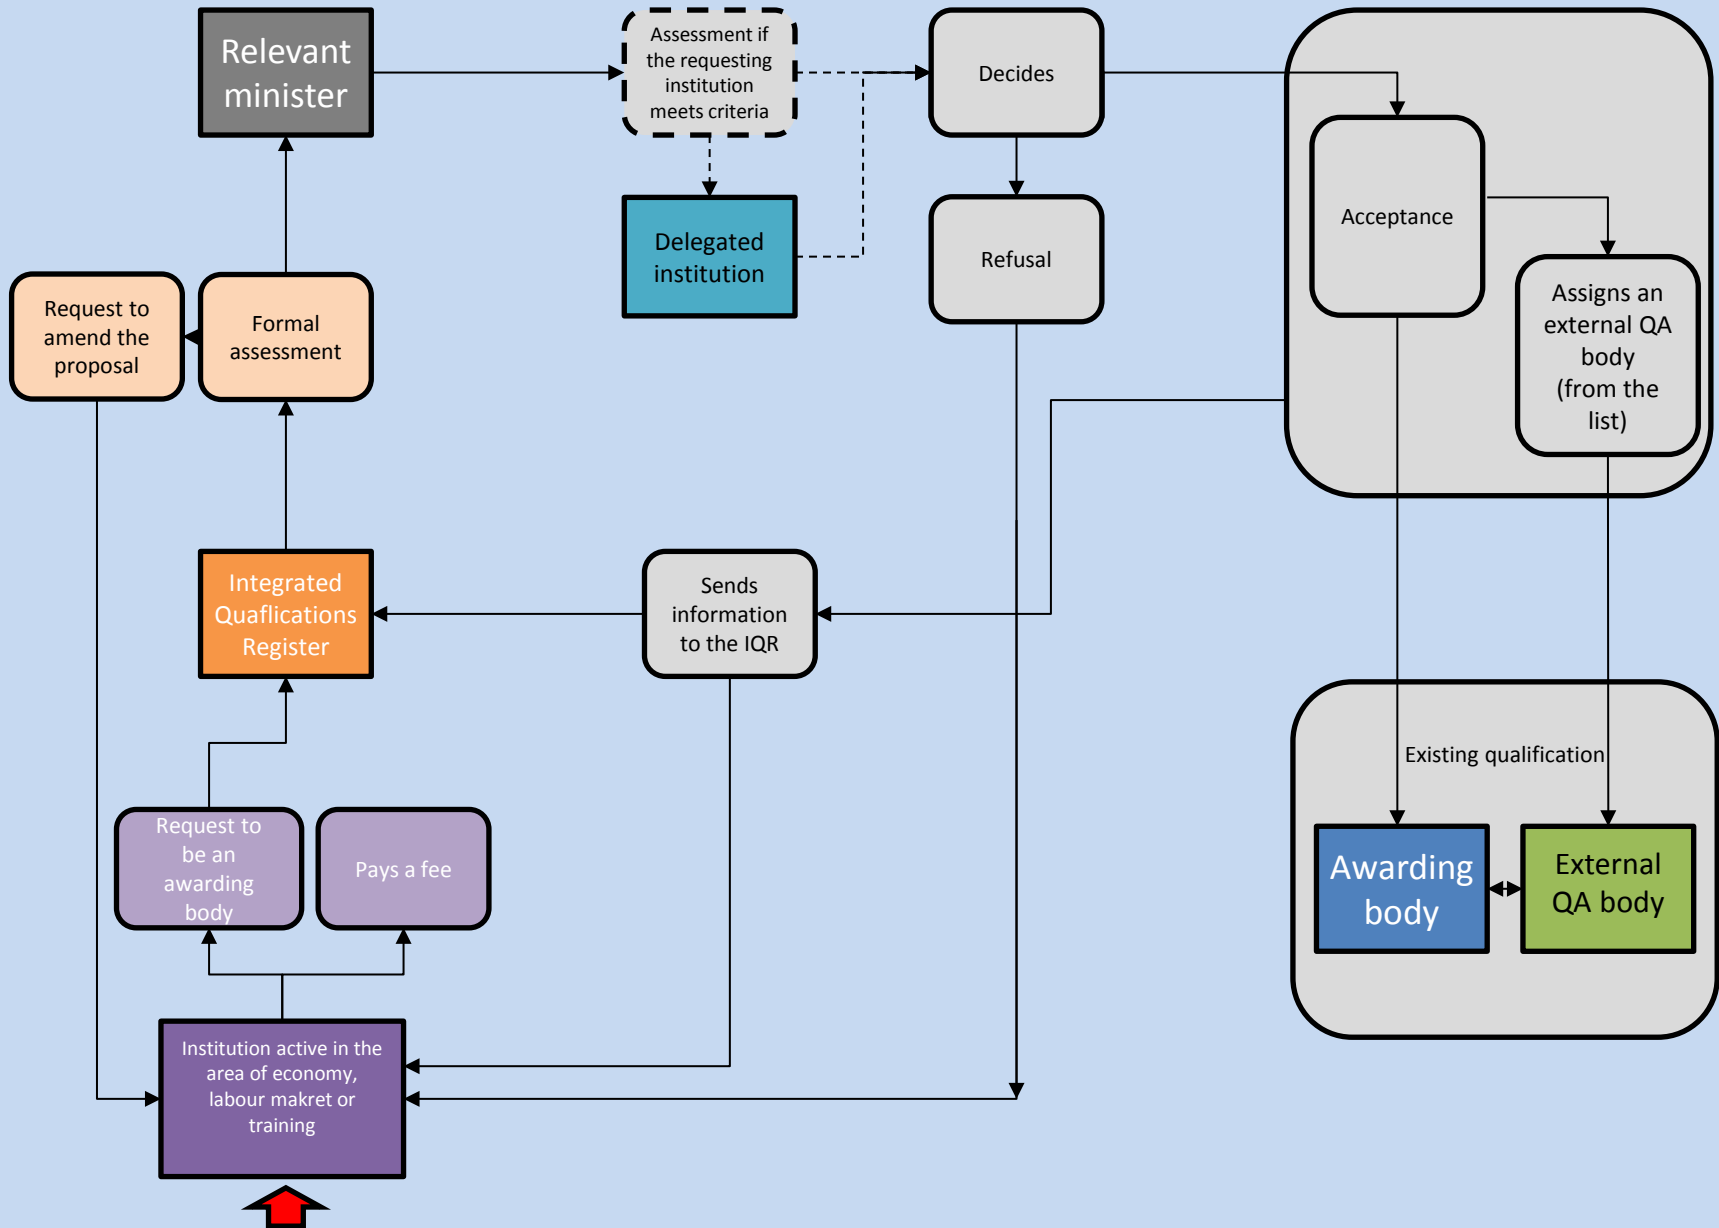 Relevant
minister
Assessment if
the requesting
institution
meets criteria
Decides
Delegated
institution
Refusal
Acceptance
Assigns an
external QA
body
(from the
list)
Request to
amend the
proposal
Formal
assessment
Integrated
Quaflications
Register
Sends
information
to the IQR
Existing qualification
Request to
be an
awarding
body
Pays a fee
Awarding
body
External
QA body
Institution active in the
area of economy,
labour makret or
training